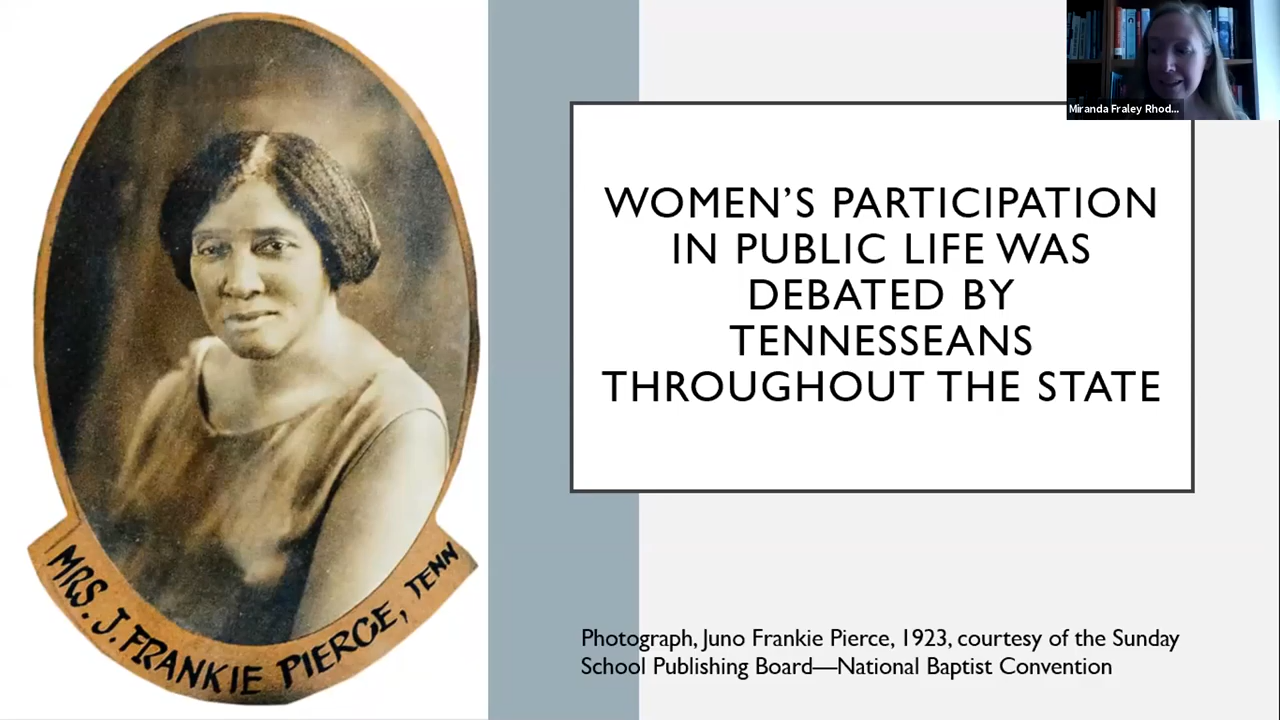 Miranda Fraley Rhod...
WOMEN'S PARTICIPATION
IN PUBLIC LIFE WAS
DEBATED BY
TENNESSEANS
THROUGHOUT THE STATE
MRS. J. FRANKIE PIERCE, TENN
Photograph, Juno Frankie Pierce, 1923, courtesy of the Sunday
School Publishing Board—National Baptist Convention